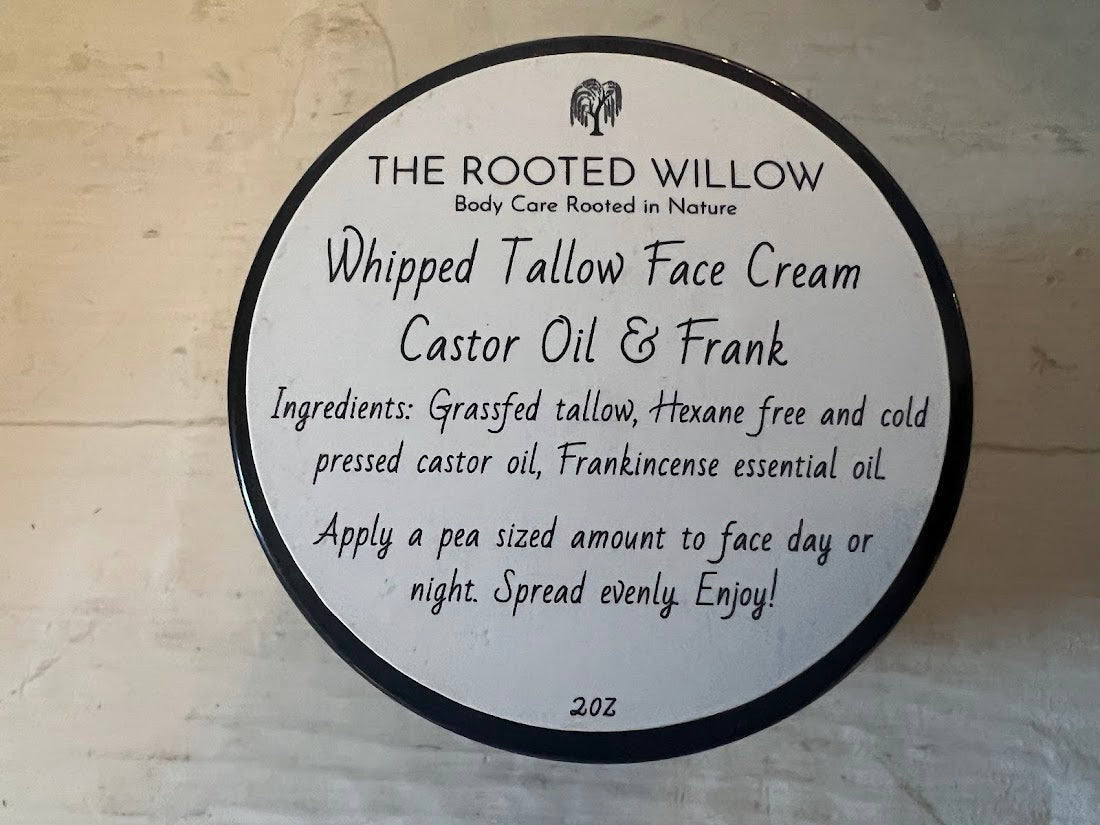 THE ROOTED WILLOW
Body Care Rooted in Nature
Whipped Tallow Face Cream
Castor Oil & Frank
Ingredients: Grassfed tallow, Hexane free and cold
pressed castor oil, Frankincense essential oil
Apply a pea sized amount to face day or
night. Spread evenly. Enjoy!
2OZ